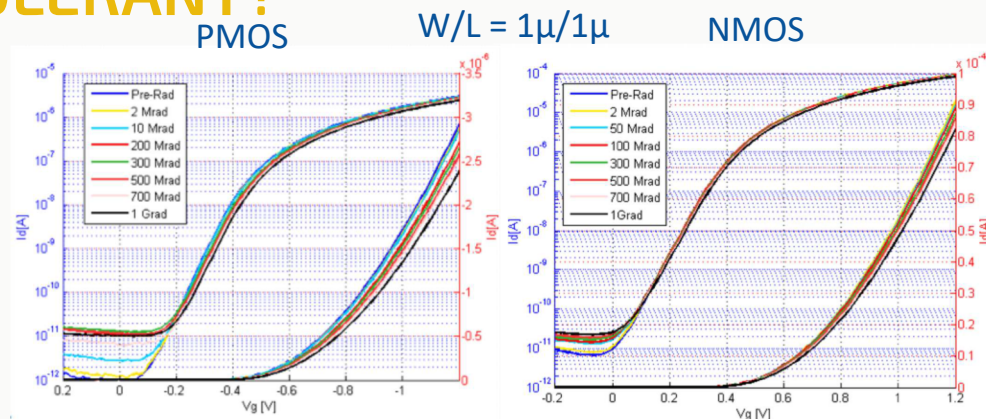 PMOS W/L = 1µ/1µ NMOS
x 10^-6
10^-5
10^-6
10^-7
10^-8
10^-9
10^-10
10^-11
10^-12
Id[A]
Pre-Rad
2 Mrad
10 Mrad
200 Mrad
300 Mrad
500 Mrad
700 Mrad
1 Grad
-3.5
-3
-2.5
-2
-1.5
-1
-0.5
0
Id[A]
0.2 0 -0.2 -0.4 -0.6 -0.8 -1
Vg [V]
x 10^-4
10^-4
10^-5
10^-6
10^-7
10^-8
10^-9
10^-10
10^-11
10^-12
Id[A]
Pre-Rad
2 Mrad
50 Mrad
100 Mrad
300 Mrad
500 Mrad
700 Mrad
1Grad
1
0.9
0.8
0.7
0.6
0.5
0.4
0.3
0.2
0.1
0
Id[A]
-0.2 0 0.2 0.4 0.6 0.8 1 1.2
Vg [V]